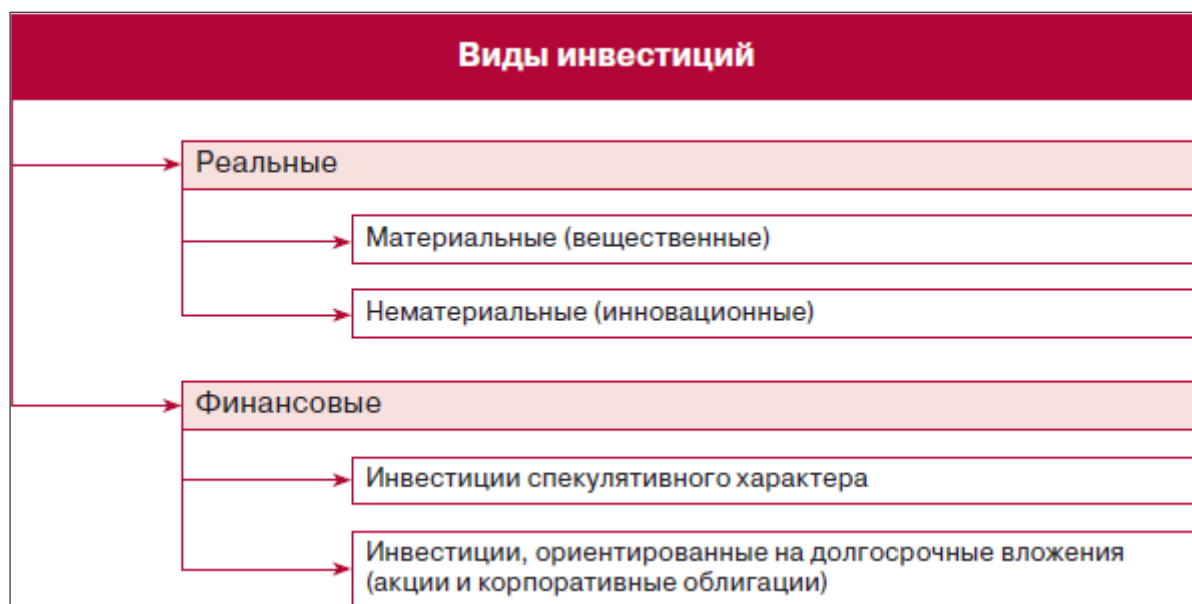 Виды инвестиций
Реальные
Материальные (вещественные)
Нематериальные (инновационные)
Финансовые
Инвестиции спекулятивного характера
Инвестиции, ориентированные на долгосрочные вложения
(акции и корпоративные облигации)